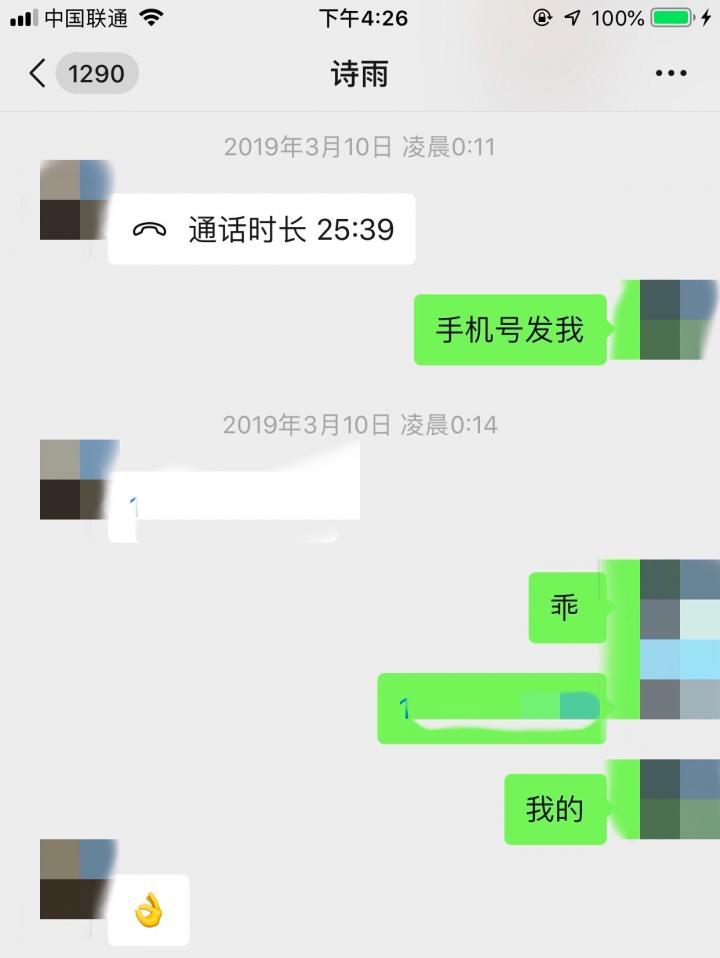 中国联通 下午4:26 100%
1290 诗雨
2019年3月10日 凌晨0:11
通话时长 25:39
手机号发我
2019年3月10日 凌晨0:14
1
乖
1
我的
👌